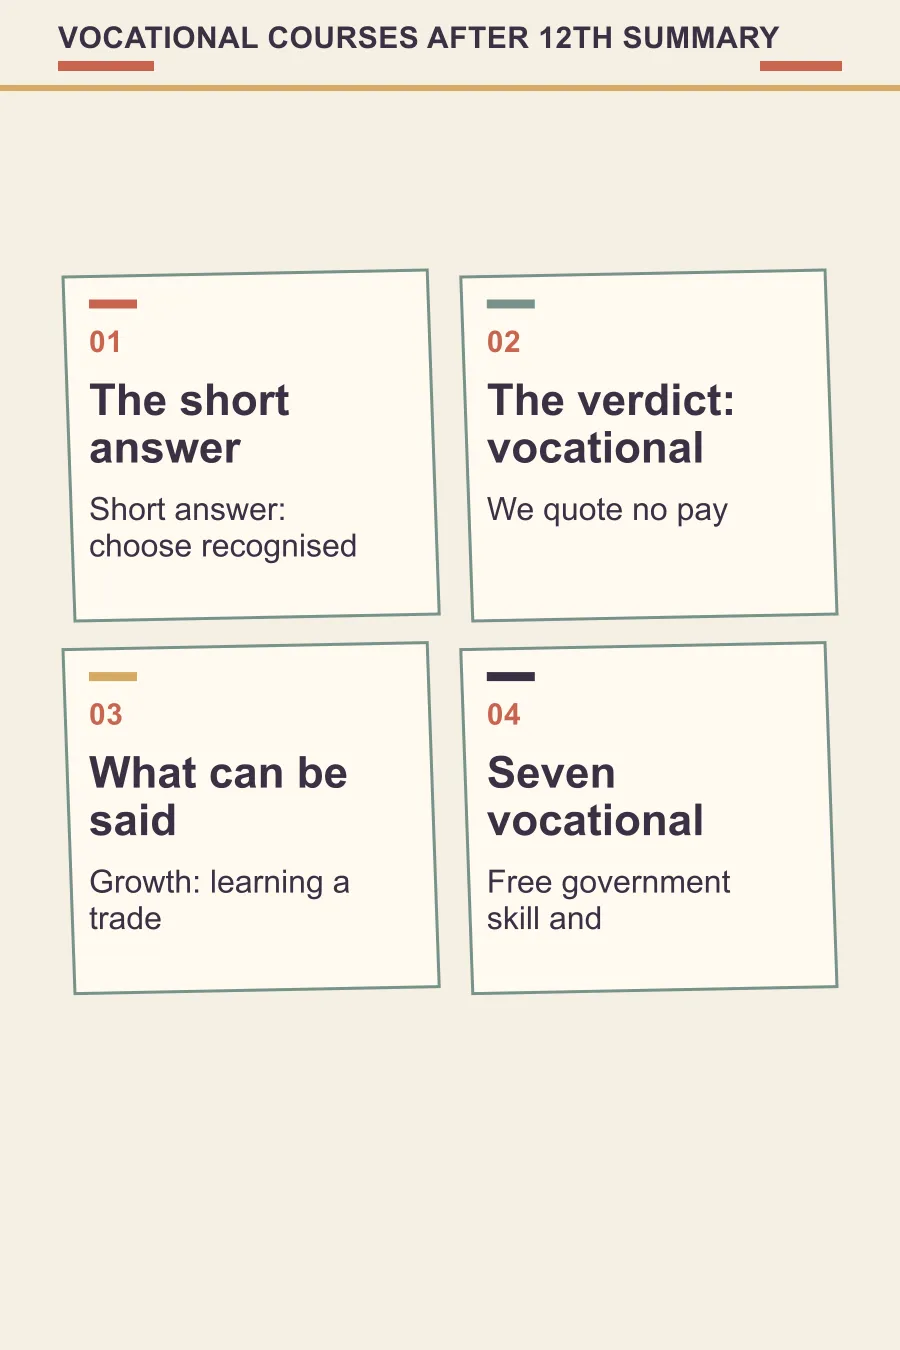 VOCATIONAL COURSES AFTER 12TH SUMMARY
01
The short
answer
Short answer:
choose recognised
02
The verdict:
vocational
We quote no pay
03
What can be
said
Growth: learning a
trade
04
Seven
vocational
Free government
skill and